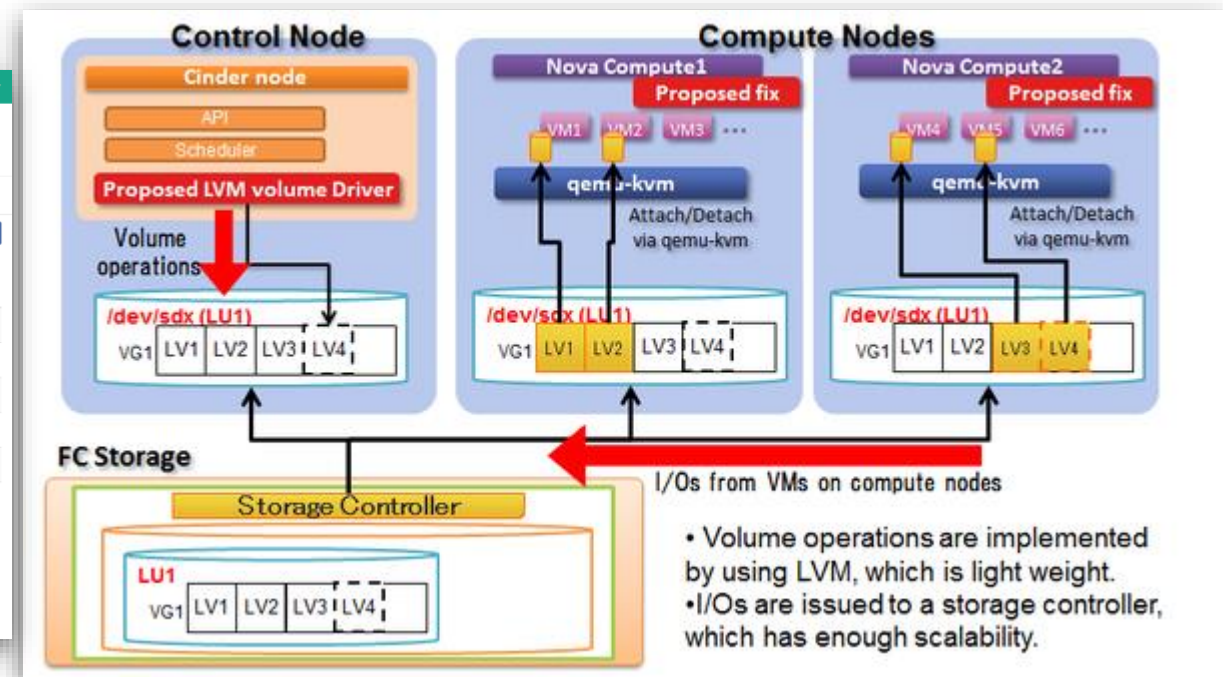 Control Node
Cinder node
API
Scheduler
Proposed LVM volume Driver
Volume
operations
/dev/sdx (LU1)
VG1 LV1 LV2 LV3 LV4
Compute Nodes
Nova Compute1
Proposed fix
VM1 VM2 VM3 •••
qemu-kvm
Attach/Detach
via qemu-kvm
/dev/sdx (LU1)
VG1 LV1 LV2 LV3 LV4
Nova Compute2
Proposed fix
VM4 VM5 VM6 •••
qemu-kvm
Attach/Detach
via qemu-kvm
/dev/sdx (LU1)
VG1 LV1 LV2 LV3 LV4
FC Storage
Storage Controller
LU1
VG1 LV1 LV2 LV3 LV4
I/Os from VMs on compute nodes
• Volume operations are implemented
by using LVM, which is light weight.
•I/Os are issued to a storage controller,
which has enough scalability.